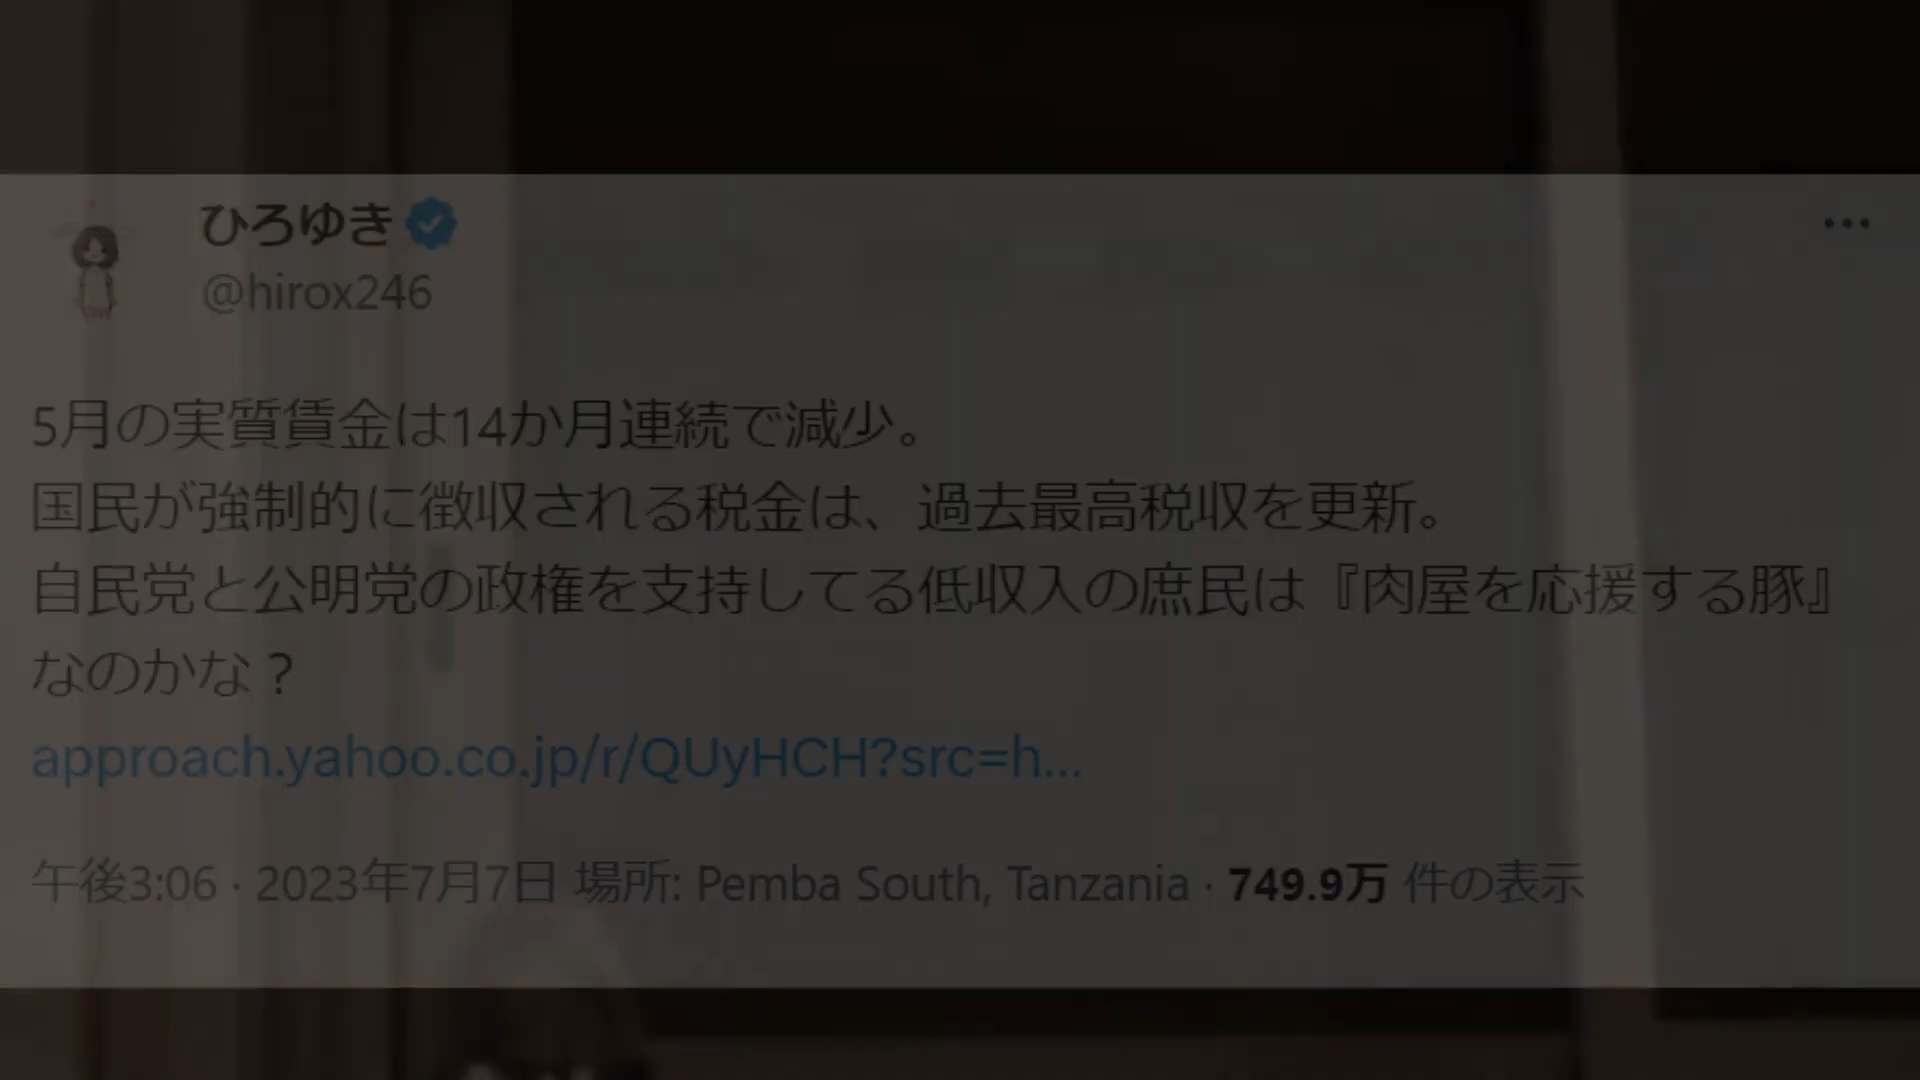 ひろゆき
@hirox246
5月の実質賃金は14か月連続で減少。
国民が強制的に徴収される税金は、過去最高税収を更新。
自民党と公明党の政権を支持してる低収入の庶民は『肉屋を応援する豚』
なのかな？
approach.yahoo.co.jp/r/QUyHCH?src=h...
午後3:06 · 2023年7月7日 場所: Pemba South, Tanzania · 749.9万 件の表示